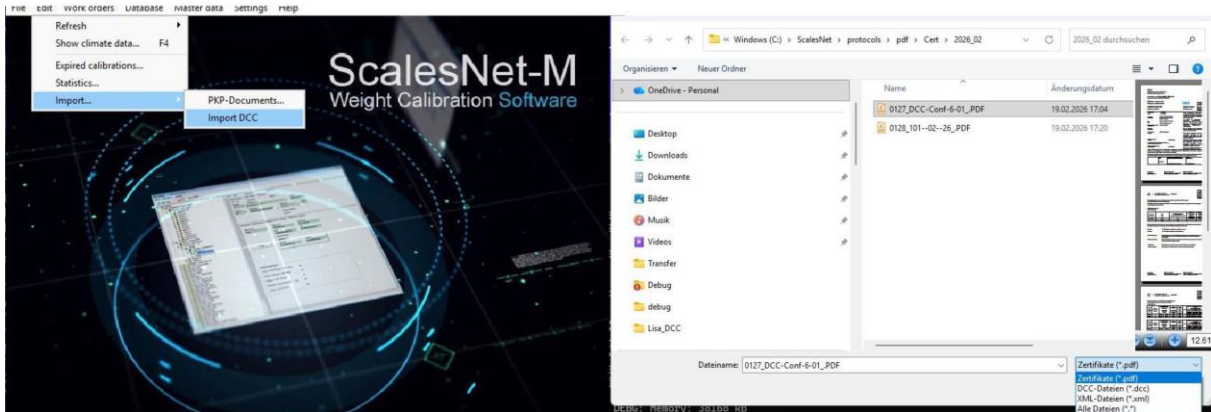 File Edit Work orders Database Master data Settings Help
Refresh
Show climate data... F4
Expired calibrations...
Statistics...
Import...
PKP-Documents...
Import DCC
ScalesNet-M
Weight Calibration Software
« Windows (C:) › ScalesNet › protocols › pdf › Cert › 2026_02
2026_02 durchsuchen
Organisieren Neuer Ordner
OneDrive - Personal
Desktop
Downloads
Dokumente
Bilder
Musik
Videos
Transfer
Debug
debug
Lisa_DCC
Name Änderungsdatum
0127_DCC-Conf-6-01_.PDF 19.02.2026 17:04
0128_101--02--26_.PDF 19.02.2026 17:20
12.61
Dateiname: 0127_DCC-Conf-6-01_.PDF
Zertifikate (*.pdf)
Zertifikate (*.pdf)
DCC-Dateien (*.dcc)
XML-Dateien (*.xml)
Alle Dateien (*.*)
DEBUG: Memory: 38168 KB